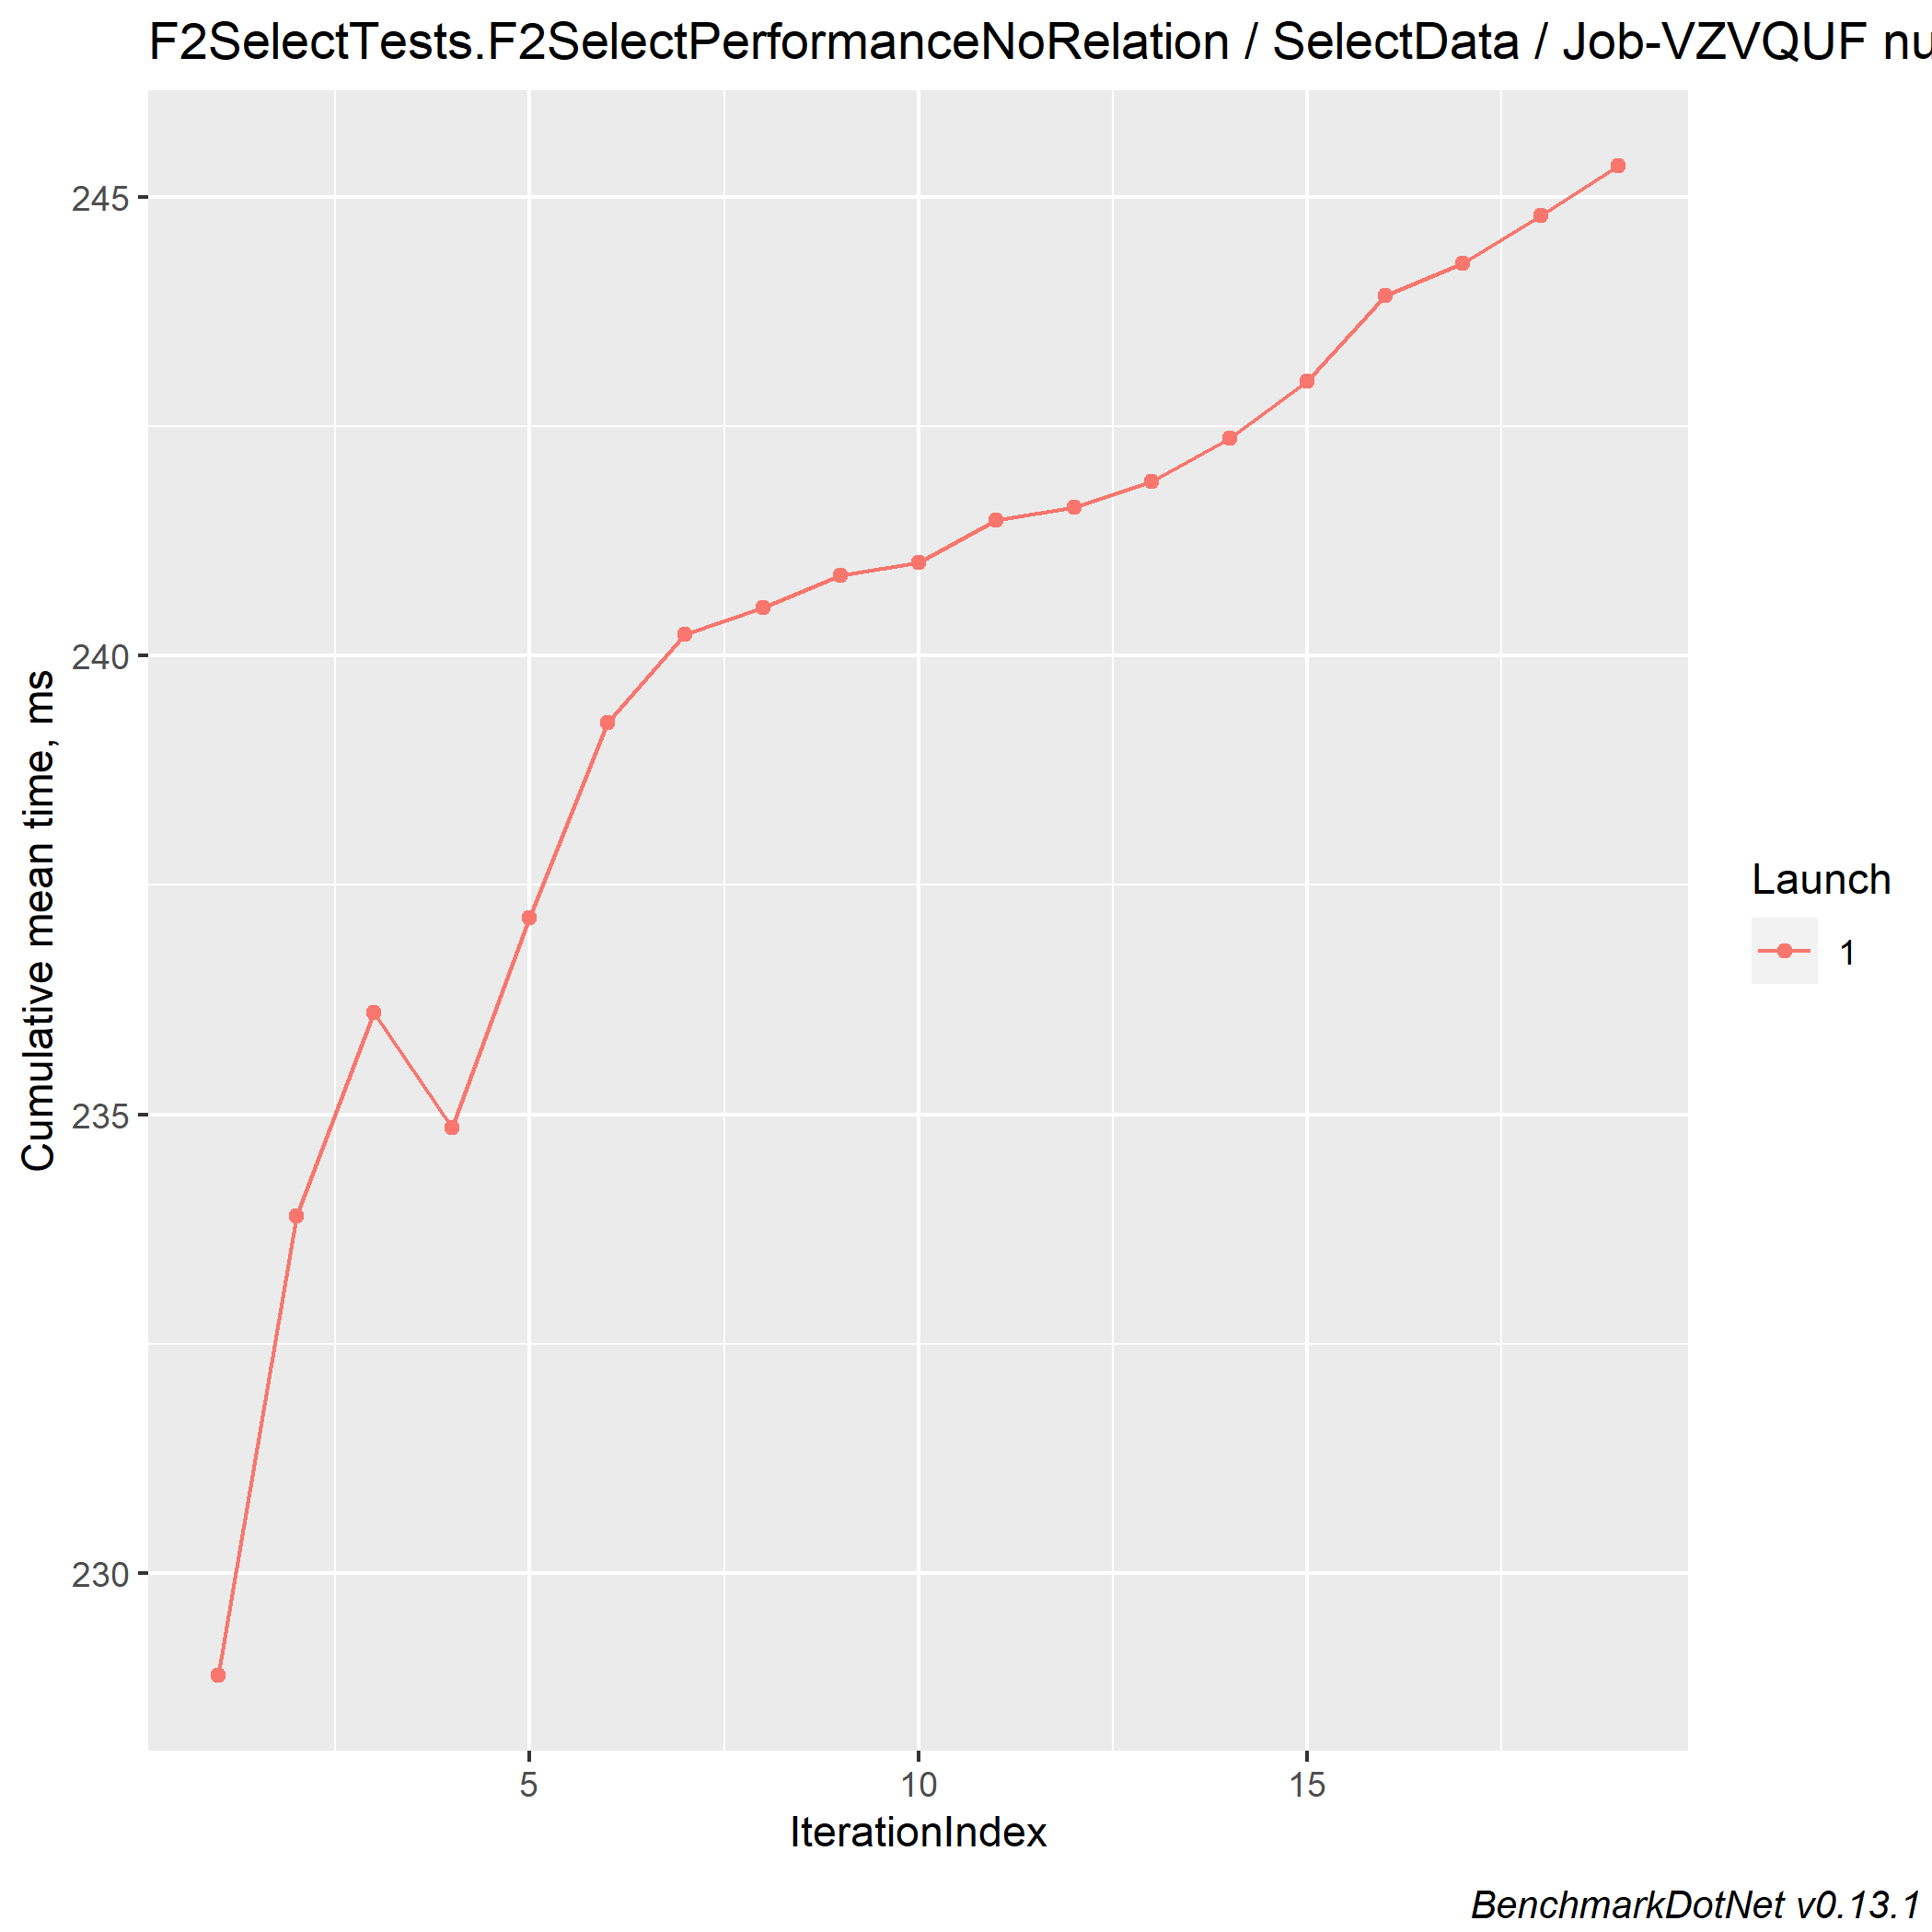 F2SelectTests.F2SelectPerformanceNoRelation / SelectData / Job-VZVQUF nu
245
240
235
230
Cumulative mean time, ms
5 10 15
IterationIndex
Launch
1
BenchmarkDotNet v0.13.1